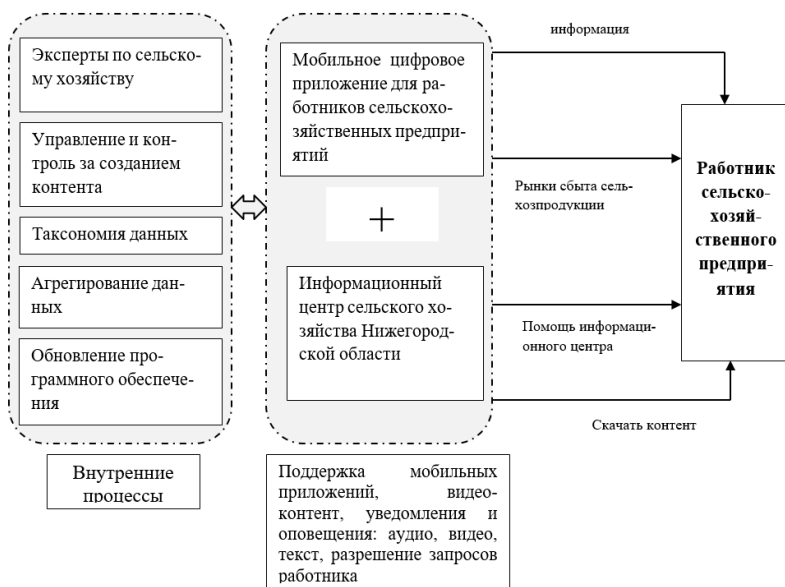 Эксперты по сельско-
му хозяйству
Управление и кон-
троль за созданием
контента
Таксономия данных
Агрегирование дан-
ных
Обновление про-
граммного обеспече-
ния
Внутренние
процессы
Мобильное цифровое
приложение для ра-
ботников сельскохо-
зяйственных предпри-
ятий
+
Информационный
центр сельского хо-
зяйства Нижегород-
ской области
Поддержка мобильных
приложений, видео-
контент, уведомления и
оповещения: аудио, видео,
текст, разрешение запросов
работника
информация
Рынки сбыта сель-
хозпродукции
Помощь информаци-
онного центра
Скачать контент
Работник
сельско-
хозяй-
ственного
предпри-
ятия